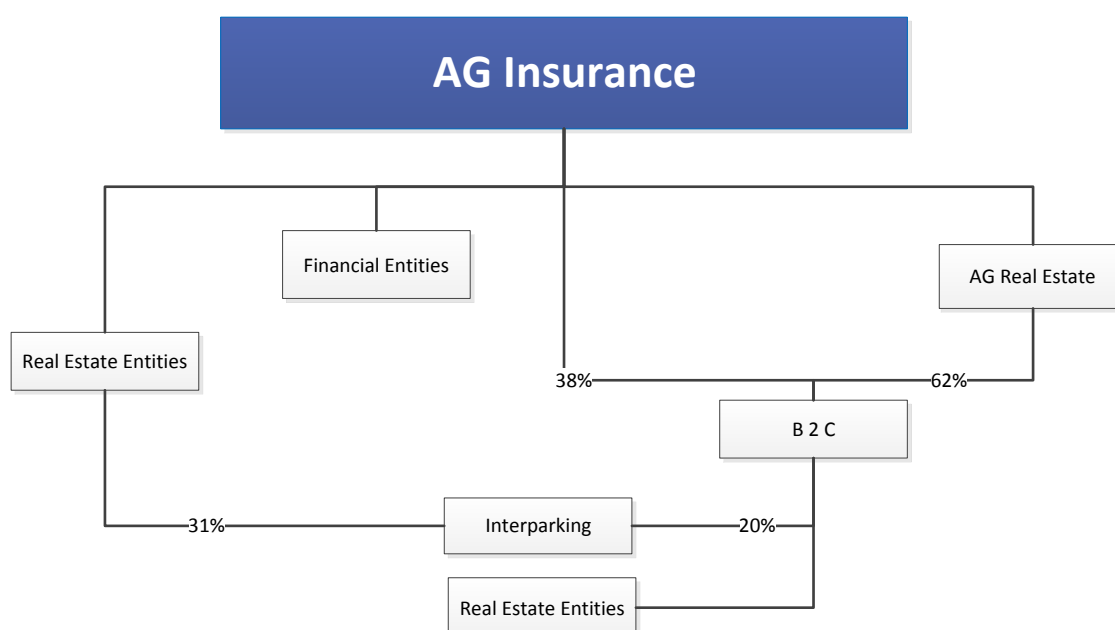 AG Insurance
Financial Entities
AG Real Estate
Real Estate Entities
38%
62%
B 2 C
31%
Interparking
20%
Real Estate Entities